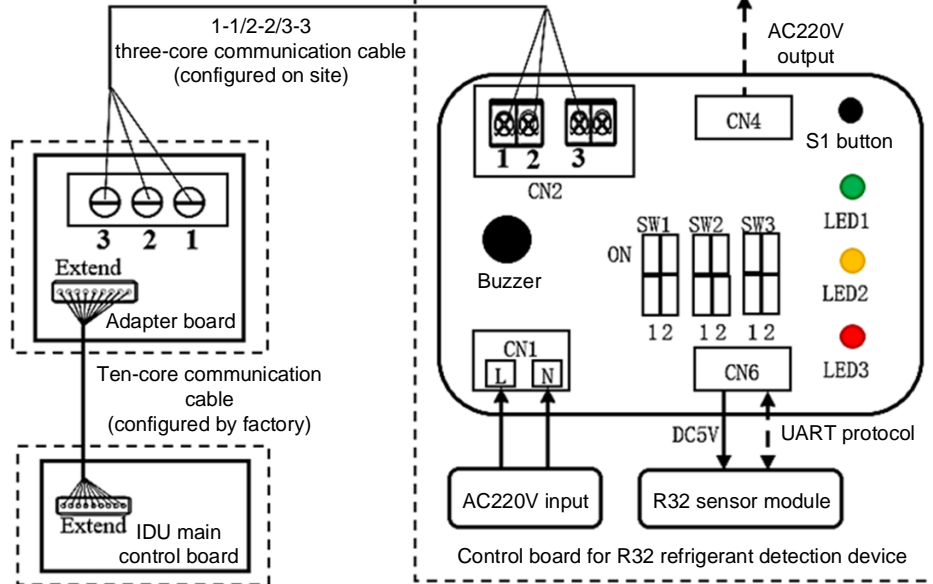 1-1/2-2/3-3
three-core communication cable
(configured on site)
AC220V
output
CN4
S1 button
1 2 3
CN2
LED1
3 2 1
SW1 SW2 SW3
ON
Extend
Buzzer
LED2
Adapter board
1 2 1 2 1 2
CN1
L N
CN6
LED3
Ten-core communication
cable
(configured by factory)
DC5V
UART protocol
AC220V input
R32 sensor module
Extend
IDU main
control board
Control board for R32 refrigerant detection device